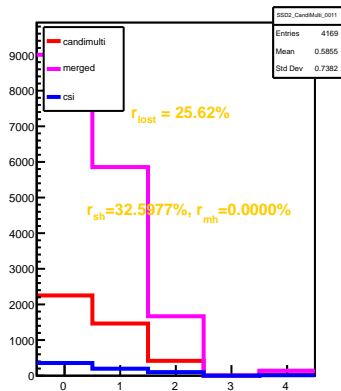 SSD2_CandiMulti_0011
Entries 4169
Mean 0.5855
Std Dev 0.7382
candimulti
merged
csi
r_lost = 25.62%
r_sh=32.5977%, r_mh=0.0000%
9000
8000
7000
6000
5000
4000
3000
2000
1000
0
0 1 2 3 4